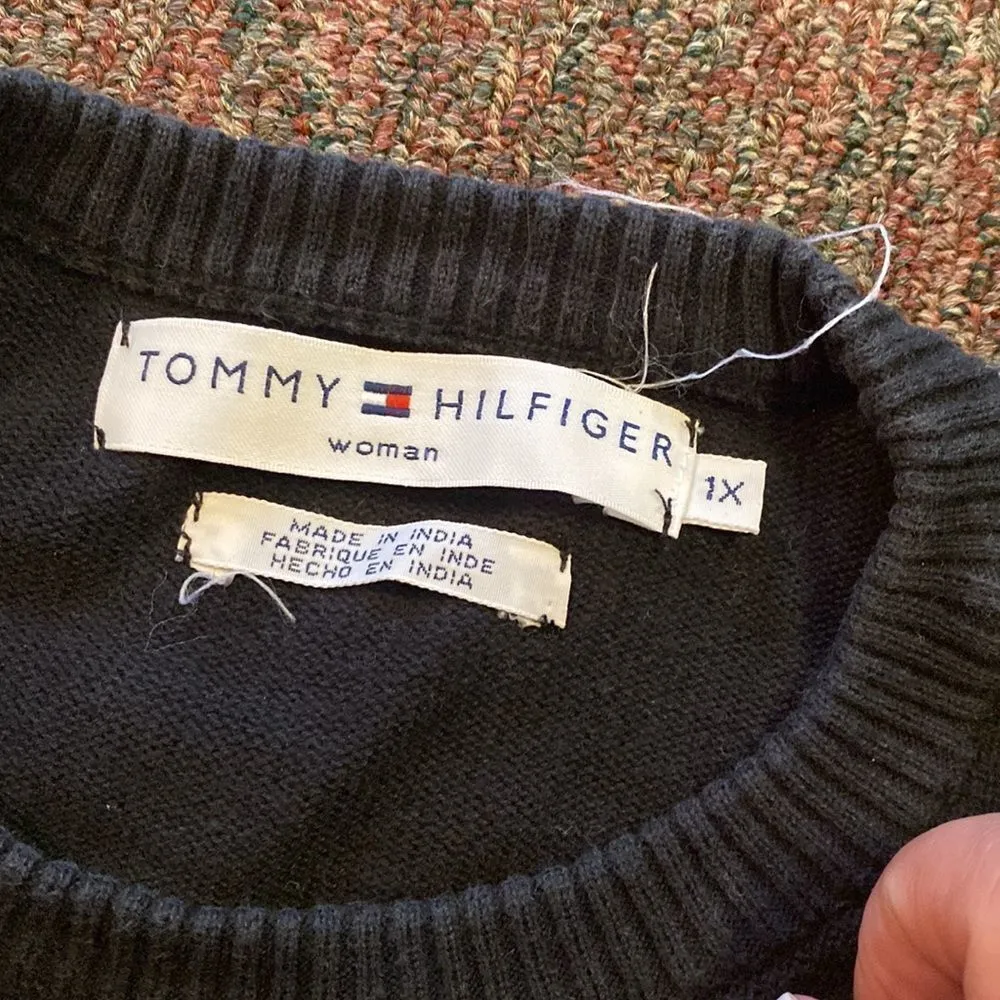 TOMMY HILFIGER
woman
1X
MADE IN INDIA
FABRIQUE EN INDE
HECHO EN INDIA